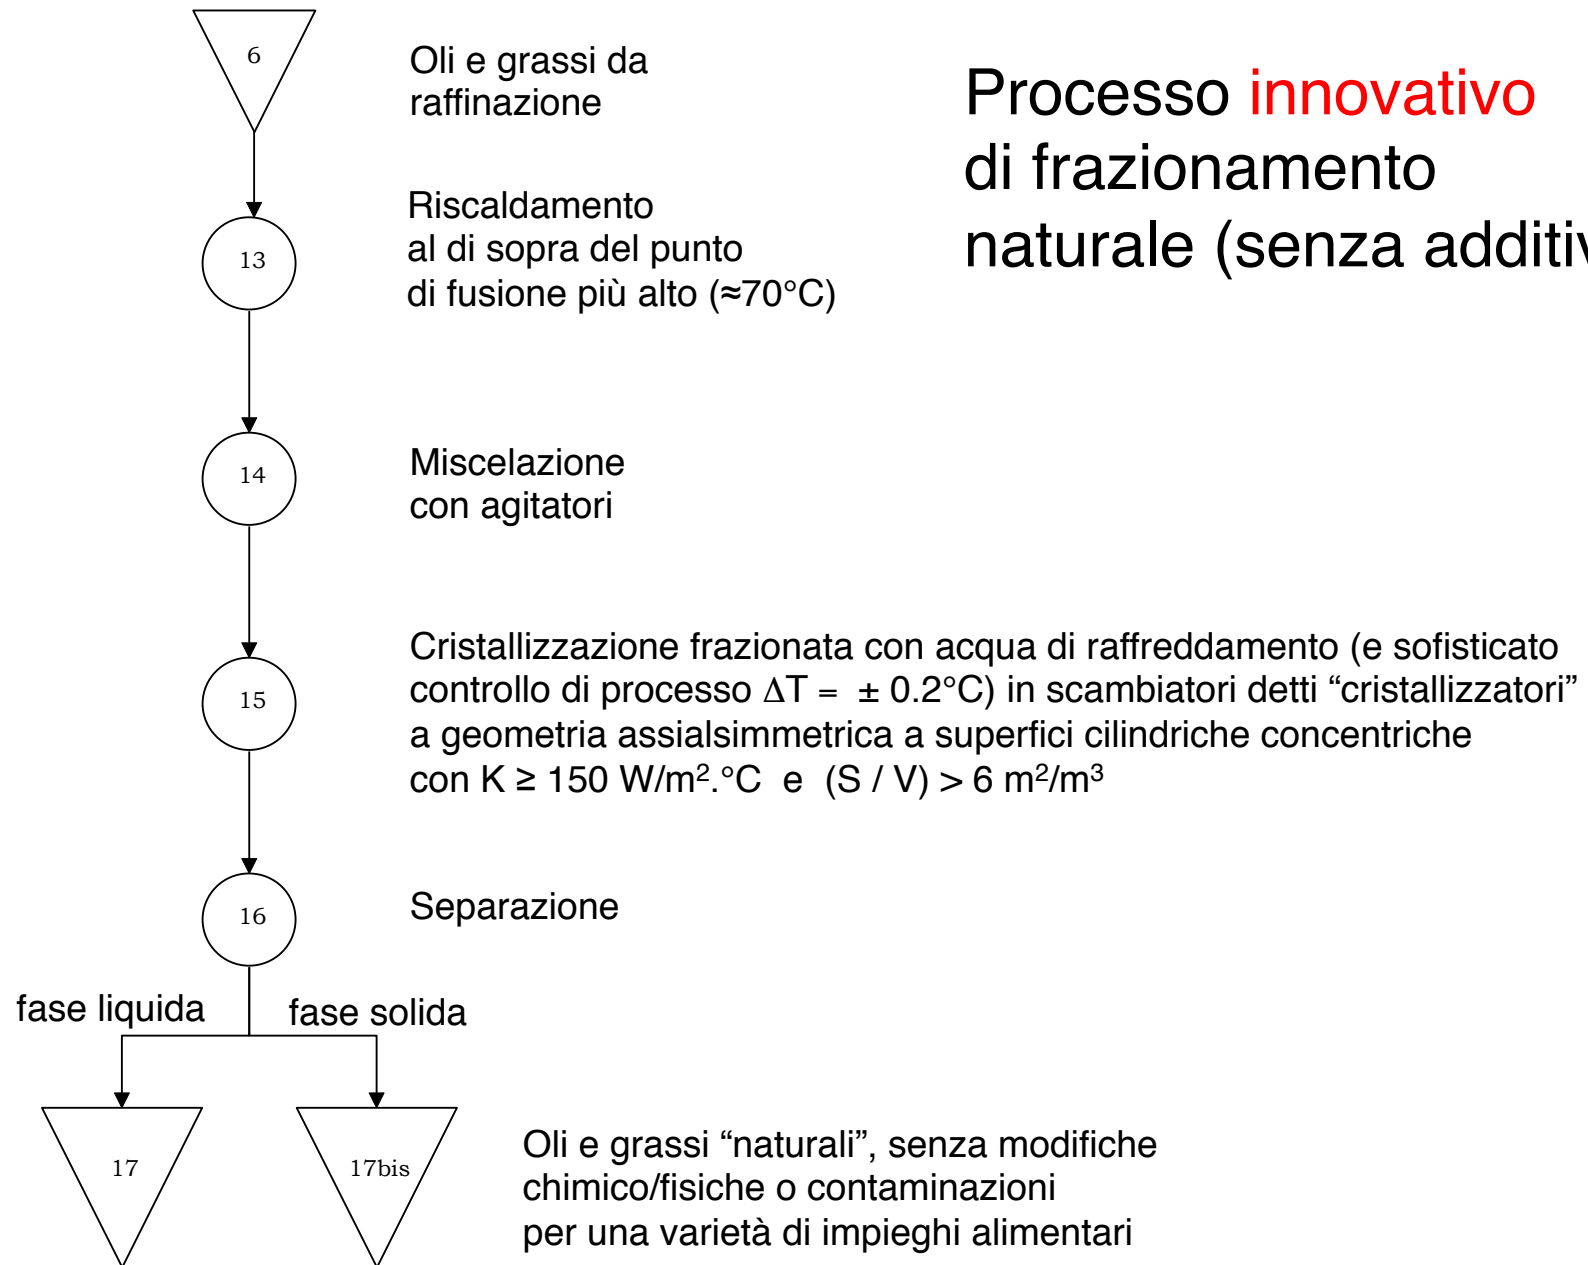 6
Oli e grassi da
raffinazione
Processo innovativo
di frazionamento
naturale (senza additiv
13
Riscaldamento
al di sopra del punto
di fusione più alto (≈70°C)
14
Miscelazione
con agitatori
15
Cristallizzazione frazionata con acqua di raffreddamento (e sofisticato
controllo di processo ΔT = ± 0.2°C) in scambiatori detti “cristallizzatori”
a geometria assialsimmetrica a superfici cilindriche concentriche
con K ≥ 150 W/m².°C e (S / V) > 6 m²/m³
16
Separazione
fase liquida
fase solida
17
17bis
Oli e grassi “naturali”, senza modifiche
chimico/fisiche o contaminazioni
per una varietà di impieghi alimentari